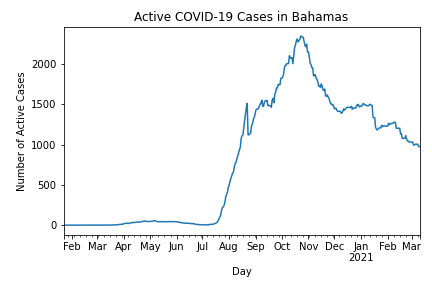 Active COVID-19 Cases in Bahamas
Number of Active Cases
2000
1500
1000
500
0
Feb Mar Apr May Jun Jul Aug Sep Oct Nov Dec Jan Feb Mar
2021
Day